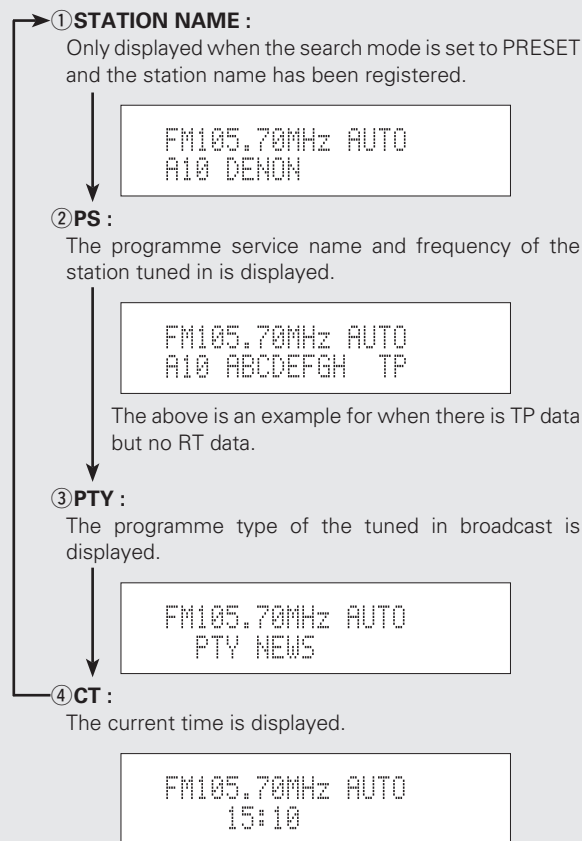 ①STATION NAME :
Only displayed when the search mode is set to PRESET
and the station name has been registered.
FM105.70MHz AUTO
A10 DENON
②PS :
The programme service name and frequency of the
station tuned in is displayed.
FM105.70MHz AUTO
A10 ABCDEFGH TP
The above is an example for when there is TP data
but no RT data.
③PTY :
The programme type of the tuned in broadcast is
displayed.
FM105.70MHz AUTO
PTY NEWS
④CT :
The current time is displayed.
FM105.70MHz AUTO
15:10